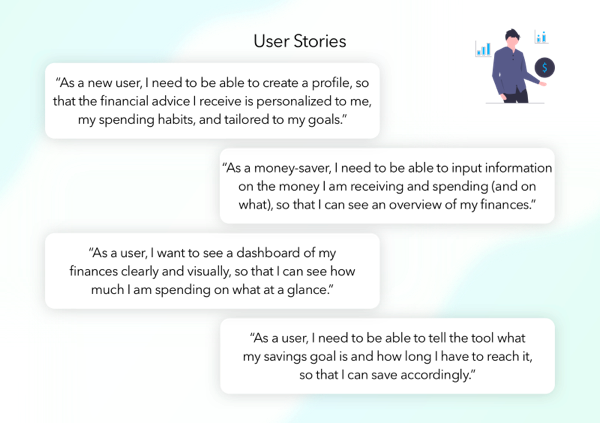 User Stories
“As a new user, I need to be able to create a profile, so
that the financial advice I receive is personalized to me,
my spending habits, and tailored to my goals.”
“As a money-saver, I need to be able to input information
on the money I am receiving and spending (and on
what), so that I can see an overview of my finances.”
“As a user, I want to see a dashboard of my
finances clearly and visually, so that I can see how
much I am spending on what at a glance.”
“As a user, I need to be able to tell the tool what
my savings goal is and how long I have to reach it,
so that I can save accordingly.”
$